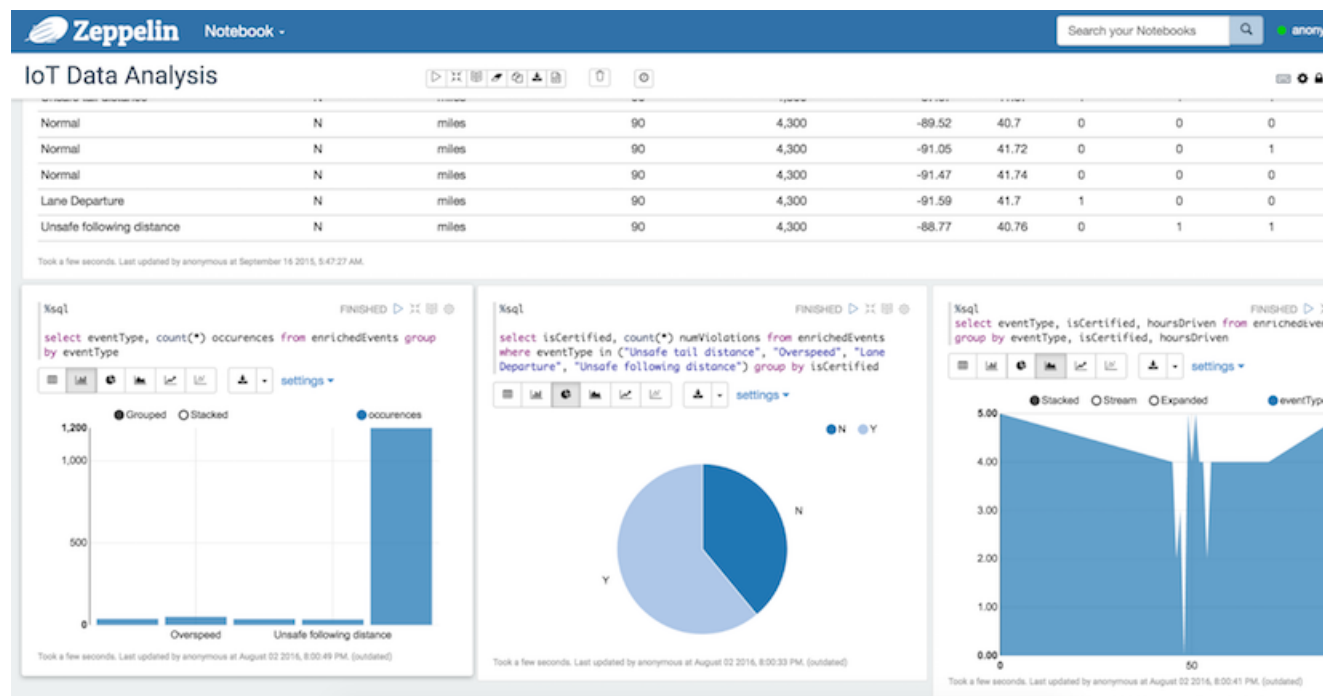 Zeppelin Notebook Search your Notebooks anony
IoT Data Analysis
Normal N miles 90 4,300 -89.52 40.7 0 0 0
Normal N miles 90 4,300 -91.05 41.72 0 0 1
Normal N miles 90 4,300 -91.47 41.74 0 0 0
Lane Departure N miles 90 4,300 -91.59 41.7 1 0 0
Unsafe following distance N miles 90 4,300 -88.77 40.76 0 1 1
Took a few seconds. Last updated by anonymous at September 16 2015, 5:47:27 AM.
%sql FINISHED
select eventType, count(*) occurences from enrichedEvents group
by eventType
settings
Grouped Stacked occurences
1,200
1,000
500
0
Overspeed Unsafe following distance
Took a few seconds. Last updated by anonymous at August 02 2016, 8:00:49 PM. (outdated)
%sql FINISHED
select isCertified, count(*) numViolations from enrichedEvents
where eventType in ("Unsafe tail distance", "Overspeed", "Lane
Departure", "Unsafe following distance") group by isCertified
settings
N Y
N
Y
Took a few seconds. Last updated by anonymous at August 02 2016, 8:00:33 PM. (outdated)
%sql FINISHED
select eventType, isCertified, hoursDriven from enrichedEven
group by eventType, isCertified, hoursDriven
settings
Stacked Stream Expanded eventType
5.00
4.00
3.00
2.00
1.00
0.00
0 50
Took a few seconds. Last updated by anonymous at August 02 2016, 8:00:41 PM. (outdated)